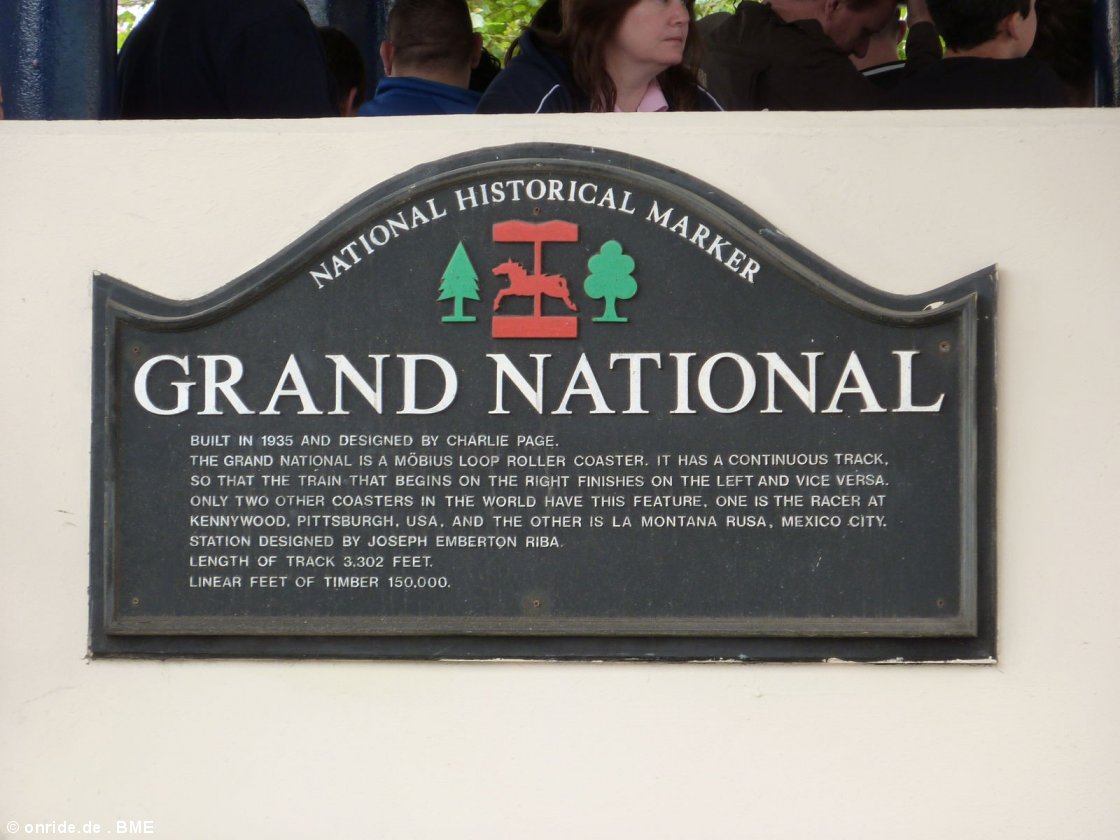 NATIONAL HISTORICAL MARKER
GRAND NATIONAL
BUILT IN 1935 AND DESIGNED BY CHARLIE PAGE.
THE GRAND NATIONAL IS A MÖBIUS LOOP ROLLER COASTER. IT HAS A CONTINUOUS TRACK,
SO THAT THE TRAIN THAT BEGINS ON THE RIGHT FINISHES ON THE LEFT AND VICE VERSA.
ONLY TWO OTHER COASTERS IN THE WORLD HAVE THIS FEATURE, ONE IS THE RACER AT
KENNYWOOD, PITTSBURGH, USA, AND THE OTHER IS LA MONTANA RUSA, MEXICO CITY.
STATION DESIGNED BY JOSEPH EMBERTON RIBA.
LENGTH OF TRACK 3,302 FEET.
LINEAR FEET OF TIMBER 150,000.
© onride.de . BME